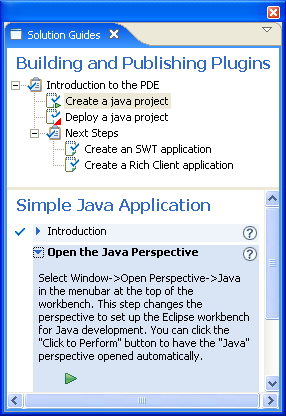 Solution Guides
Building and Publishing Plugins
Introduction to the PDE
Create a java project
Deploy a java project
Next Steps
Create an SWT application
Create a Rich Client application
Simple Java Application
Introduction
Open the Java Perspective
Select Window->Open Perspective->Java
in the menubar at the top of the
workbench. This step changes the
perspective to set up the Eclipse workbench
for Java development. You can click the
"Click to Perform" button to have the "Java"
perspective opened automatically.